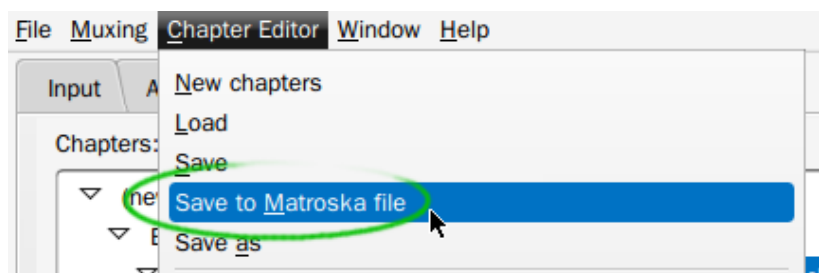 File Muxing Chapter Editor Window Help
Input
New chapters
Load
Chapters:
Save
Save to Matroska file
Save as